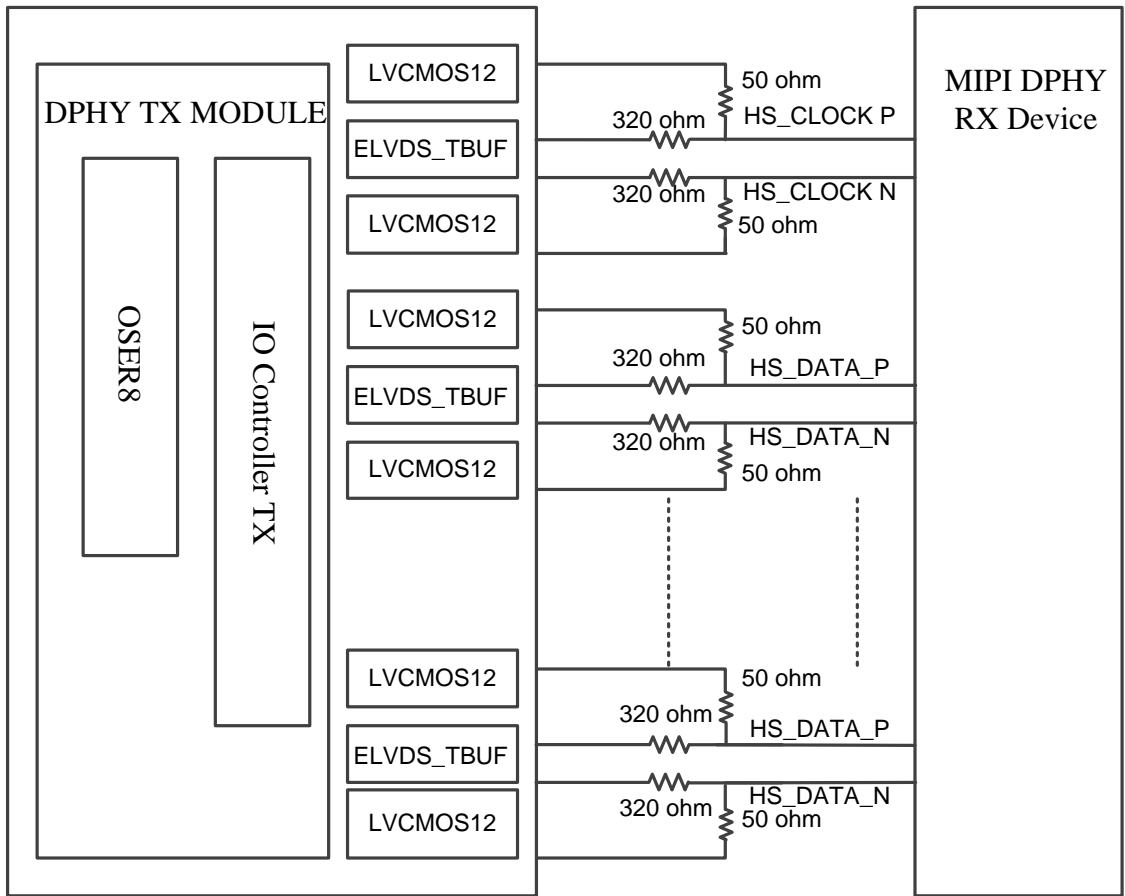 DPHY TX MODULE
OSER8
IO Controller TX
LVCMOS12
ELVDS_TBUF
LVCMOS12
LVCMOS12
ELVDS_TBUF
LVCMOS12
LVCMOS12
ELVDS_TBUF
LVCMOS12
50 ohm
320 ohm
HS_CLOCK P
320 ohm
HS_CLOCK N
50 ohm
50 ohm
320 ohm
HS_DATA_P
320 ohm
HS_DATA_N
50 ohm
50 ohm
320 ohm
HS_DATA_P
320 ohm
HS_DATA_N
50 ohm
MIPI DPHY
RX Device